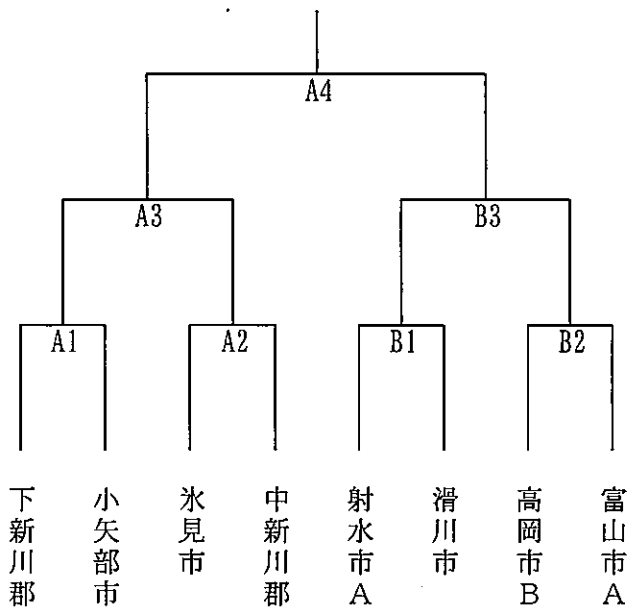 A4
A3
B3
A1
A2
B1
B2
下新川郡
小矢部市
氷見市
中新川郡
射水市A
滑川市
高岡市B
富山市A